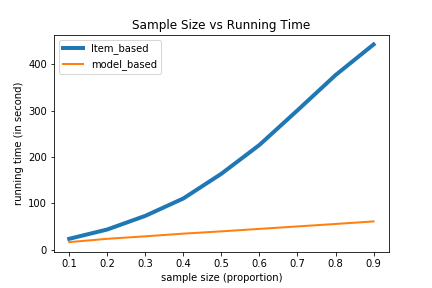 Sample Size vs Running Time
Item_based
model_based
running time (in second)
400
300
200
100
0
0.1 0.2 0.3 0.4 0.5 0.6 0.7 0.8 0.9
sample size (proportion)